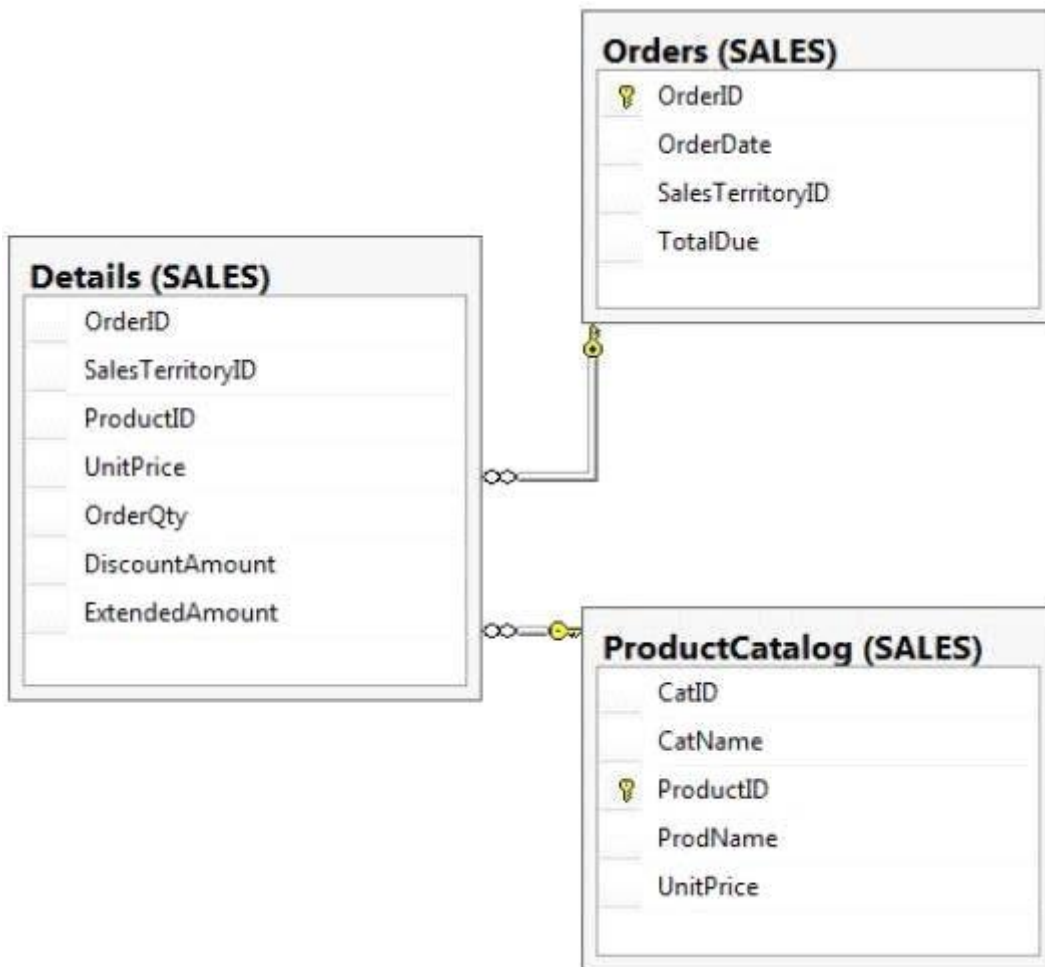 Orders (SALES)
OrderID
OrderDate
SalesTerritoryID
TotalDue
Details (SALES)
OrderID
SalesTerritoryID
ProductID
UnitPrice
OrderQty
DiscountAmount
ExtendedAmount
ProductCatalog (SALES)
CatID
CatName
ProductID
ProdName
UnitPrice